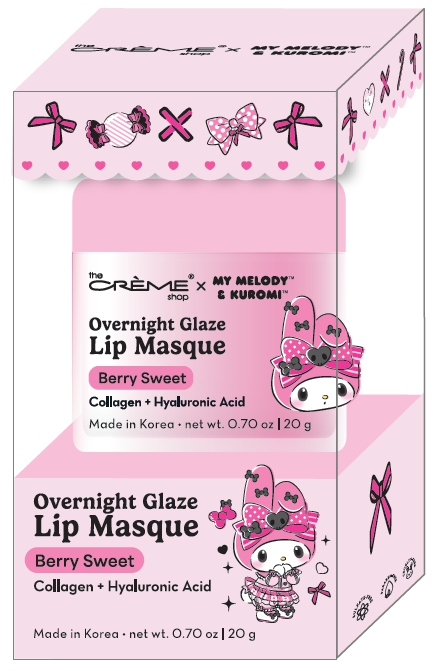 the CRÈME shop® x MY MELODY™ & KUROMI™
the CRÈME shop® x MY MELODY™ & KUROMI™
Overnight Glaze
Lip Masque
Berry Sweet
Collagen + Hyaluronic Acid
Made in Korea • net wt. 0.70 oz | 20 g
Overnight Glaze
Lip Masque
Berry Sweet
Collagen + Hyaluronic Acid
Made in Korea • net wt. 0.70 oz | 20 g